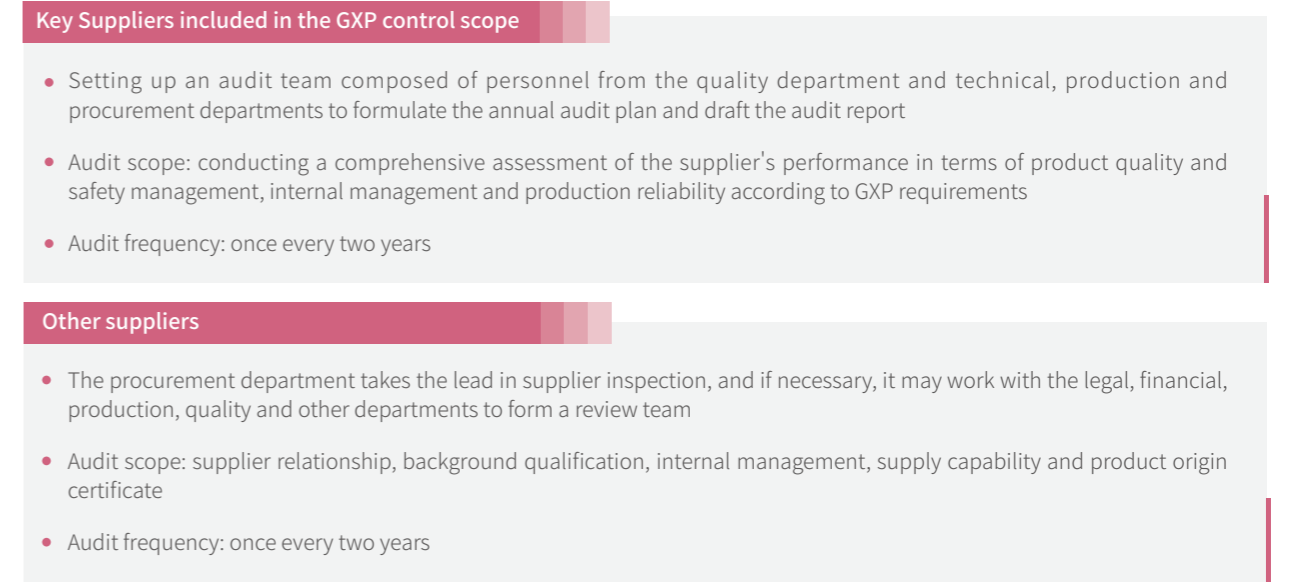 Key Suppliers included in the GXP control scope
• Setting up an audit team composed of personnel from the quality department and technical, production and
procurement departments to formulate the annual audit plan and draft the audit report
• Audit scope: conducting a comprehensive assessment of the supplier's performance in terms of product quality and
safety management, internal management and production reliability according to GXP requirements
• Audit frequency: once every two years
Other suppliers
• The procurement department takes the lead in supplier inspection, and if necessary, it may work with the legal, financial,
production, quality and other departments to form a review team
• Audit scope: supplier relationship, background qualification, internal management, supply capability and product origin
certificate
• Audit frequency: once every two years